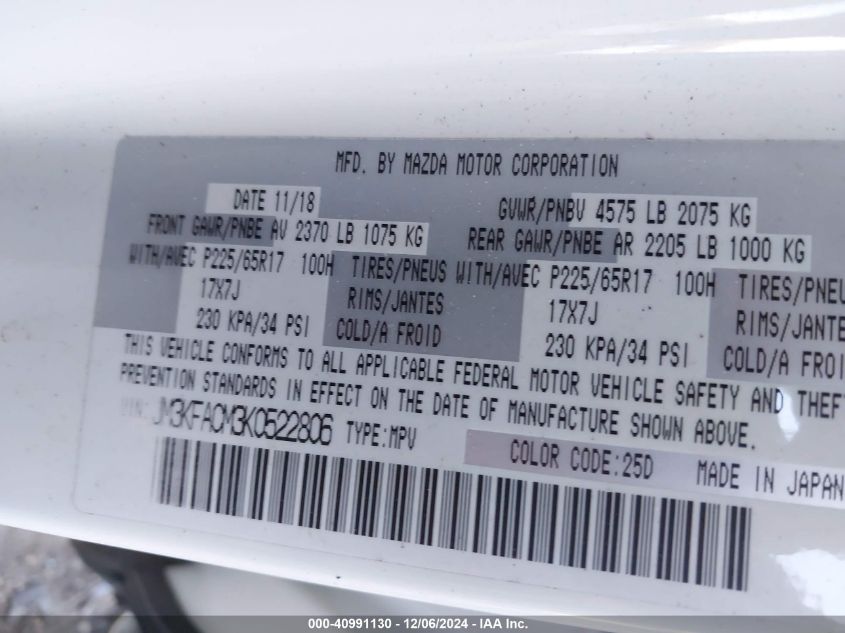 MFD. BY MAZDA MOTOR CORPORATION
DATE 11/18 GVWR/PNBV 4575 LB 2075 KG
FRONT GAWR/PNBE AV 2370 LB 1075 KG REAR GAWR/PNBE AR 2205 LB 1000 KG
WITH/AVEC P225/65R17 100H TIRES/PNEUS WITH/AVEC P225/65R17 100H TIRES/PNEU
17X7J RIMS/JANTES 17X7J RIMS/JANTE
230 KPA/34 PSI COLD/A FROID 230 KPA/34 PSI COLD/A FROI
THIS VEHICLE CONFORMS TO ALL APPLICABLE FEDERAL MOTOR VEHICLE SAFETY AND THEF
PREVENTION STANDARDS IN EFFECT ON THE DATE OF MANUFACTURE SHOWN ABOVE.
VIN: JM3KFACM3K0522806 TYPE:MPV COLOR CODE:25D MADE IN JAPAN
000-40991130 - 12/06/2024 - IAA Inc.